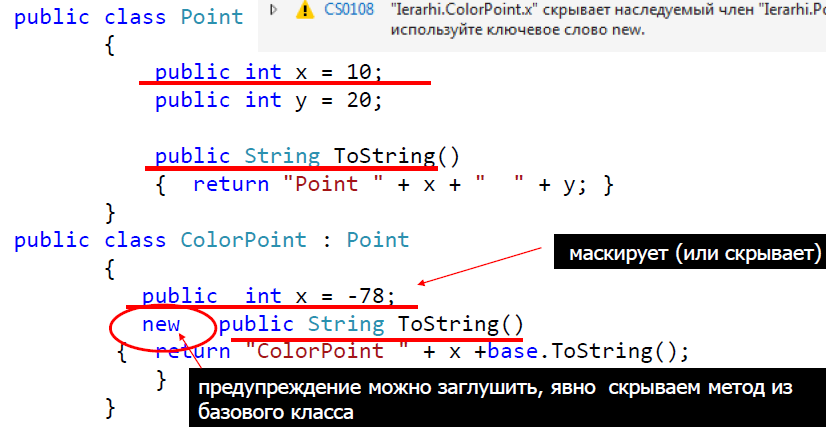 public class Point
CS0108 "Ierarhi.ColorPoint.x" скрывает наследуемый член "Ierarhi.Po
используйте ключевое слово new.
{
public int x = 10;
public int y = 20;
public String ToString()
{ return "Point " + x + " " + y; }
}
public class ColorPoint : Point
{
маскирует (или скрывает)
public int x = -78;
new public String ToString()
{ return "ColorPoint " + x +base.ToString();
}
предупреждение можно заглушить, явно скрываем метод из
базового класса
}